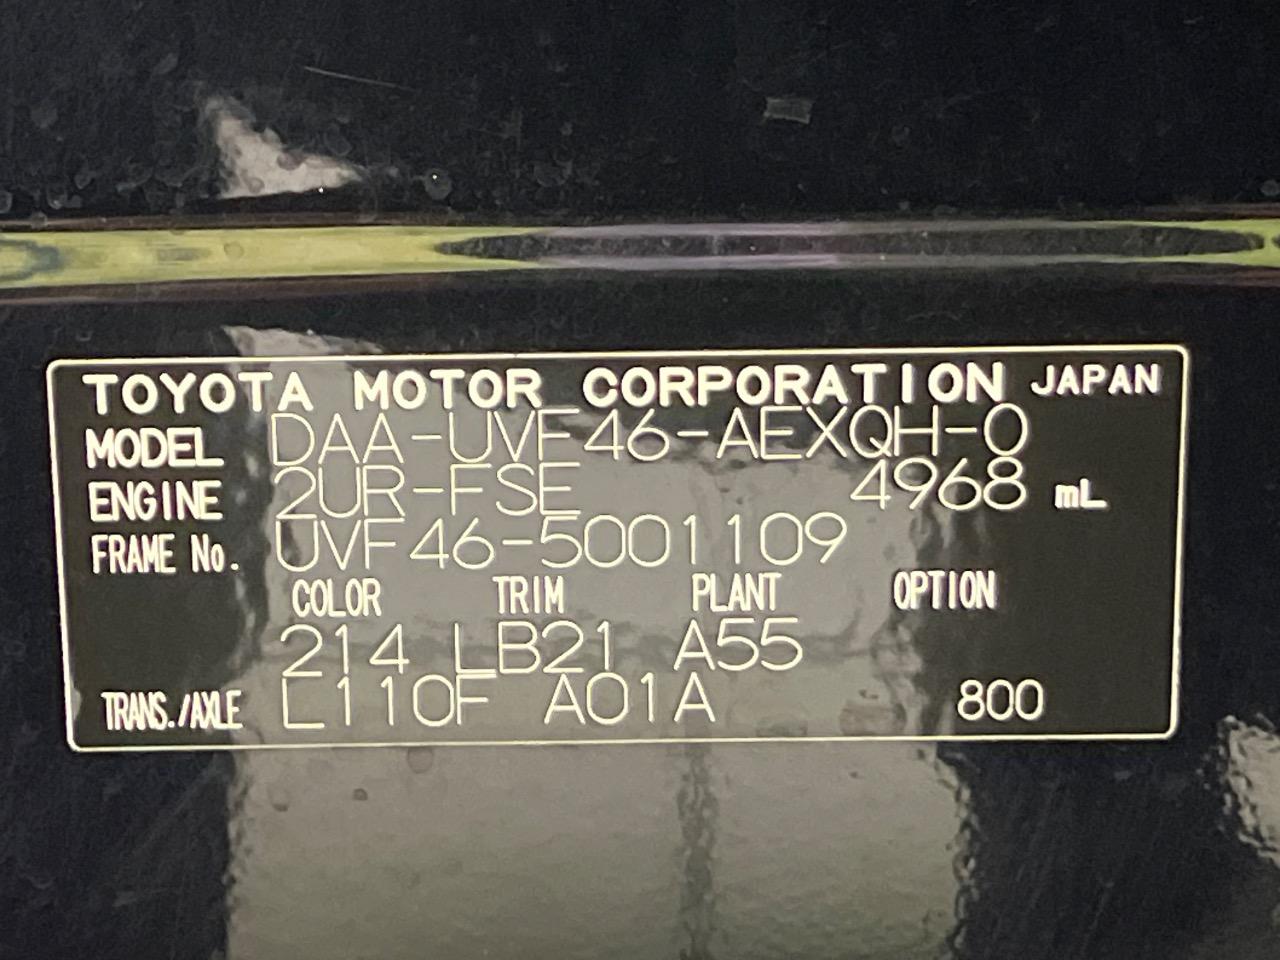 TOYOTA MOTOR CORPORATION JAPAN
MODEL DAA-UVF46-AEXQH-O
ENGINE 2UR-FSE 4968 mL
FRAME No. UVF46-5001109
COLOR TRIM PLANT OPTION
214 LB21 A55
TRANS./AXLE L110F A01A 800